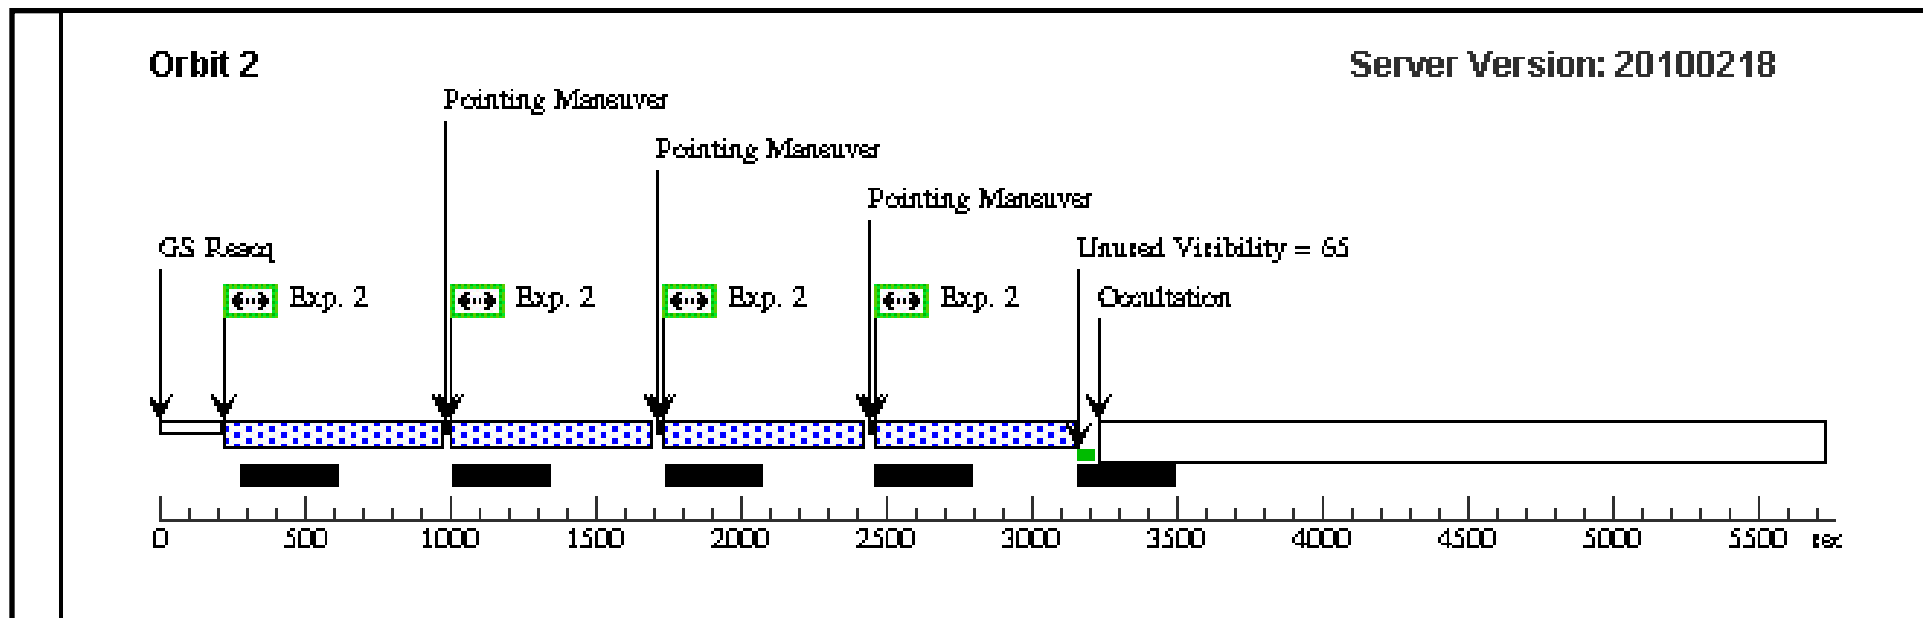 Orbit 2
Server Version: 20100218
Pointing Maneuver
Pointing Maneuver
Pointing Maneuver
GS Reacq
Unused Visibility = 65
Exp. 2
Exp. 2
Exp. 2
Exp. 2
Occultation
0 500 1000 1500 2000 2500 3000 3500 4000 4500 5000 5500 sec